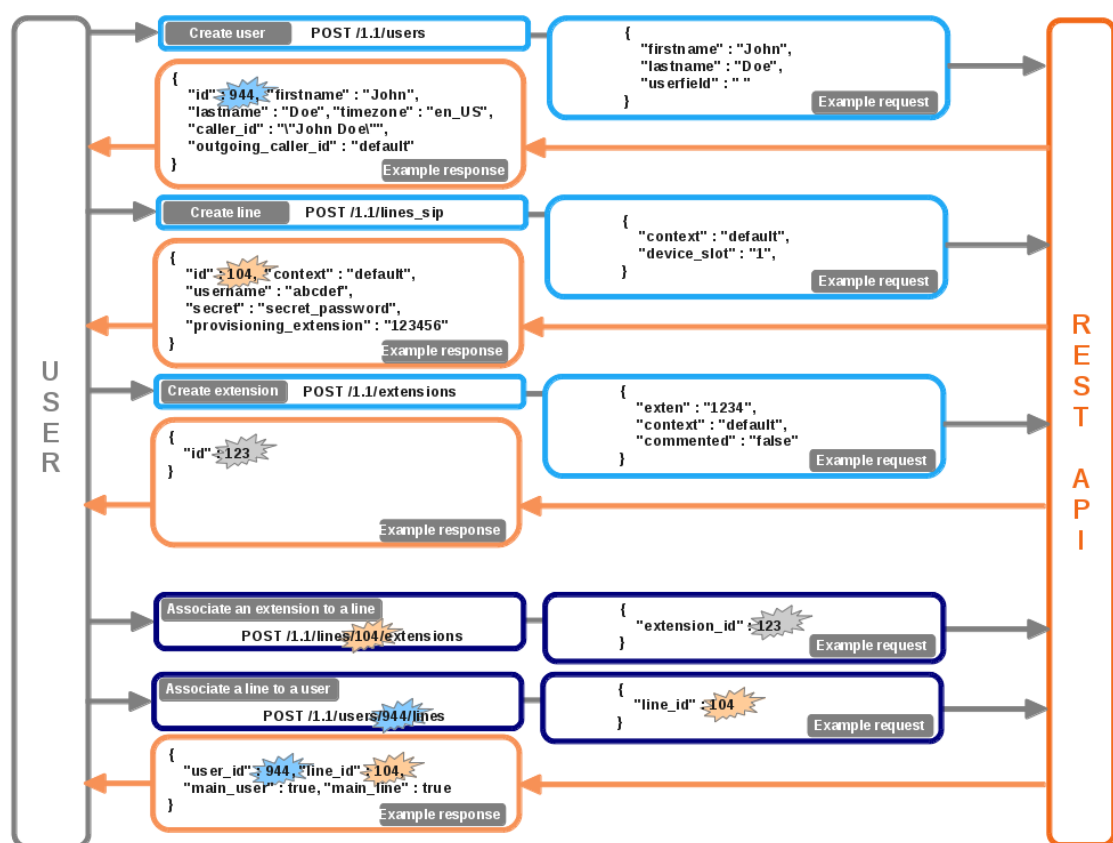 USER
Create user POST /1.1/users
{
"firstname" : "John",
"lastname" : "Doe",
"userfield" : " "
}
Example request
{
"id" : 944, "firstname" : "John",
"lastname" : "Doe", "timezone" : "en_US",
"caller_id" : "\"John Doe\"",
"outgoing_caller_id" : "default"
}
Example response
Create line POST /1.1/lines_sip
{
"context" : "default",
"device_slot" : "1",
}
Example request
{
"id" : 104, "context" : "default",
"username" : "abcdef",
"secret" : "secret_password",
"provisioning_extension" : "123456"
}
Example response
Create extension POST /1.1/extensions
{
"exten" : "1234",
"context" : "default",
"commented" : "false"
}
Example request
{
"id" : 123
}
Example response
Associate an extension to a line
POST /1.1/lines/104/extensions
{
"extension_id" : 123
}
Example request
Associate a line to a user
POST /1.1/users/944/lines
{
"line_id" : 104
}
Example request
{
"user_id" : 944, "line_id" : 104,
"main_user" : true, "main_line" : true
}
Example response
REST API